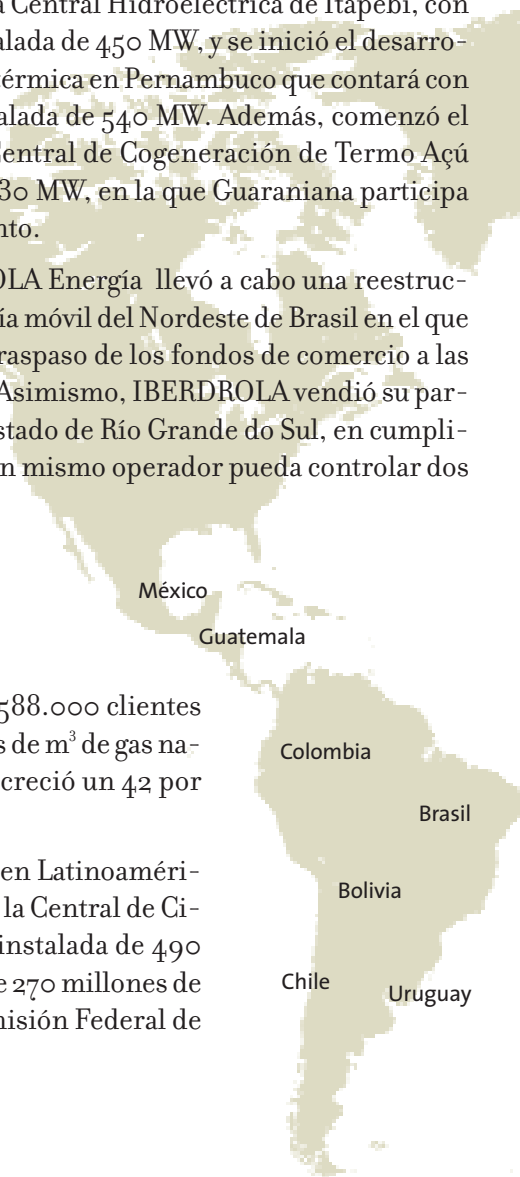 a Central Hidroeléctrica de Itapebí, con
alada de 450 MW, y se inició el desarro-
érmica en Pernambuco que contará con
alada de 540 MW. Además, comenzó el
Central de Cogeneración de Termo Açú
30 MW, en la que Guaraniana participa
nto.
OLA Energía llevó a cabo una reestruc-
ía móvil del Nordeste de Brasil en el que
raspaso de los fondos de comercio a las
Asimismo, IBERDROLA vendió su par-
stado de Río Grande do Sul, en cumpli-
n mismo operador pueda controlar dos
México
Guatemala
588.000 clientes
s de m³ de gas na-
creció un 42 por
Colombia
Brasil
en Latinoaméri-
la Central de Ci-
instalada de 490
e 270 millones de
misión Federal de
Bolivia
Chile
Uruguay